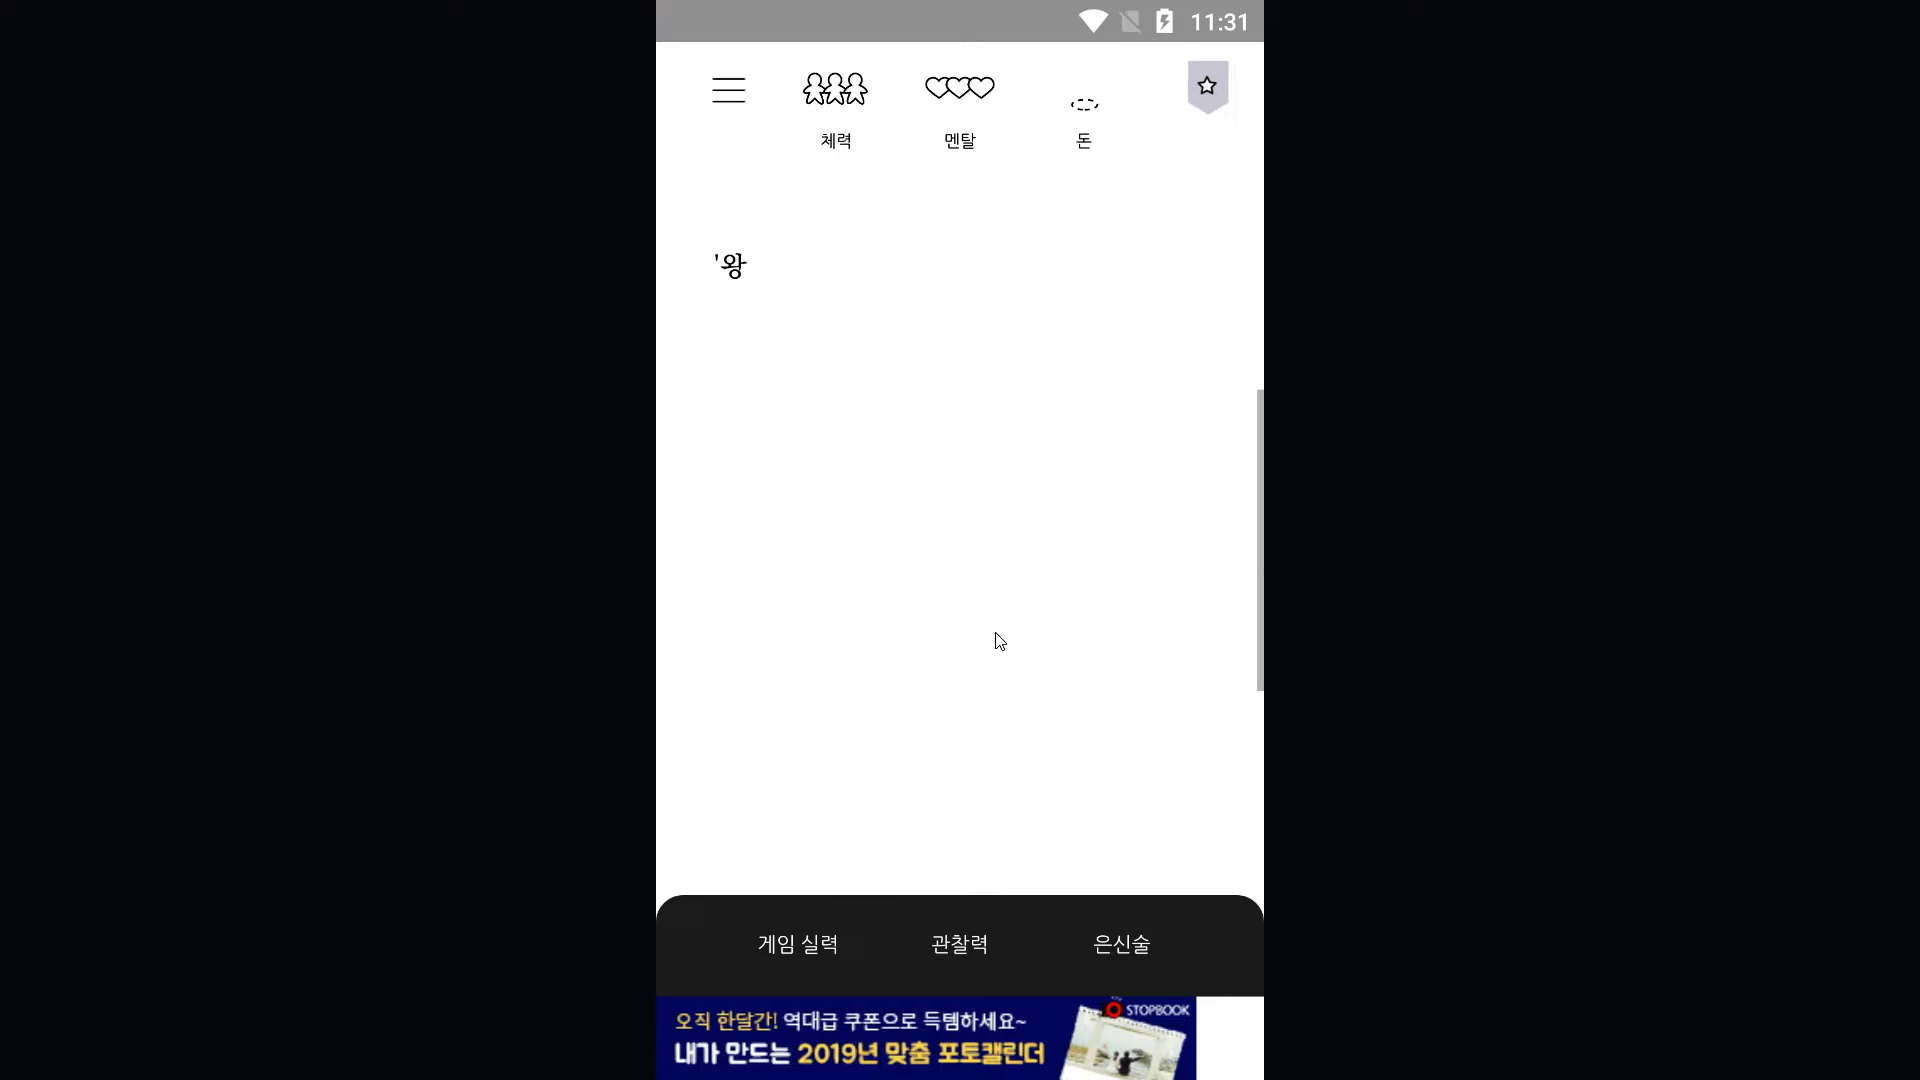 11:31
체력 멘탈 돈
'왕
게임 실력 관찰력 은신술
오직 한달간! 역대급 쿠폰으로 득템하세요~
STOPBOOK
내가 만드는 2019년 맞춤 포토캘린더